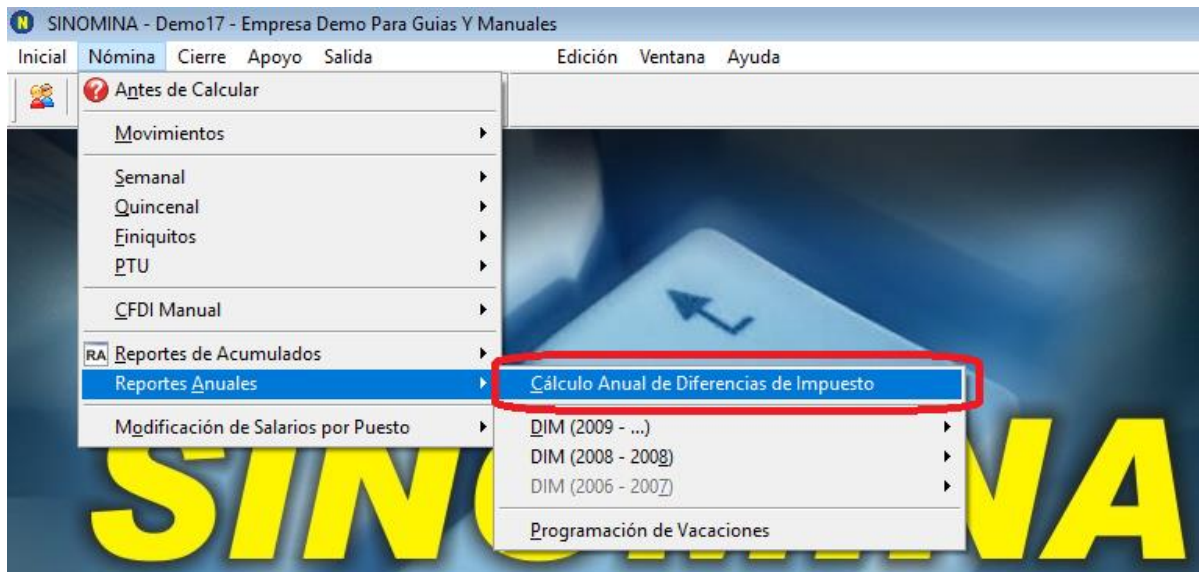 SINOMINA - Demo17 - Empresa Demo Para Guias Y Manuales
Inicial Nómina Cierre Apoyo Salida Edición Ventana Ayuda
Antes de Calcular
Movimientos
Semanal
Quincenal
Finiquitos
PTU
CFDI Manual
RA Reportes de Acumulados
Reportes Anuales
Modificación de Salarios por Puesto
Cálculo Anual de Diferencias de Impuesto
DIM (2009 - ...)
DIM (2008 - 2008)
DIM (2006 - 2007)
Programación de Vacaciones
SINOMINA